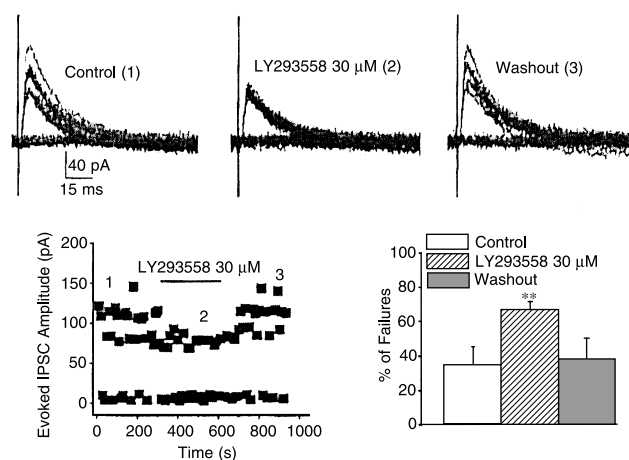 Control (1)
LY293558 30 μM (2)
Washout (3)
40 pA
15 ms
Evoked IPSC Amplitude (pA)
200
150
100
50
0
1
LY293558 30 μM
2
3
0 200 400 600 800 1000
Time (s)
Control
LY293558 30 μM
Washout
% of Failures
100
80
60
40
20
0
**